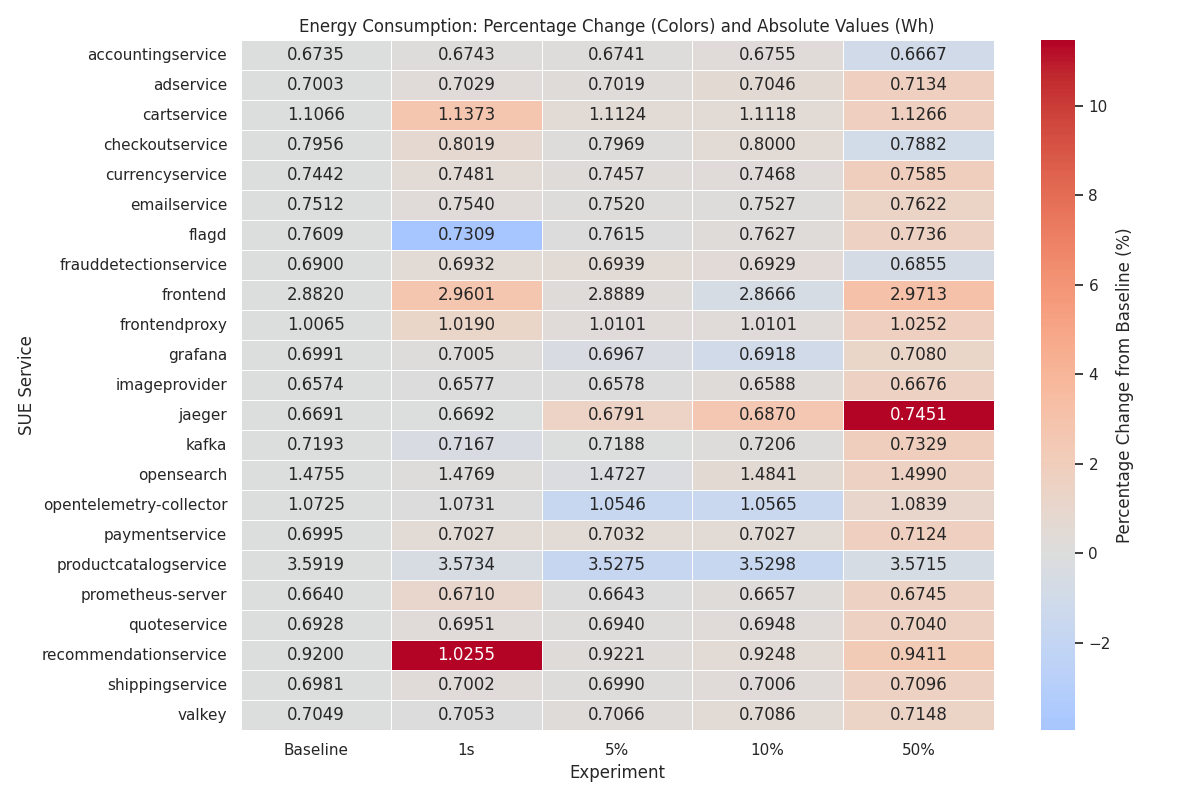 Energy Consumption: Percentage Change (Colors) and Absolute Values (Wh)
accountingservice 0.6735 0.6743 0.6741 0.6755 0.6667
adservice 0.7003 0.7029 0.7019 0.7046 0.7134
cartservice 1.1066 1.1373 1.1124 1.1118 1.1266
checkoutservice 0.7956 0.8019 0.7969 0.8000 0.7882
currencyservice 0.7442 0.7481 0.7457 0.7468 0.7585
emailservice 0.7512 0.7540 0.7520 0.7527 0.7622
flagd 0.7609 0.7309 0.7615 0.7627 0.7736
frauddetectionservice 0.6900 0.6932 0.6939 0.6929 0.6855
frontend 2.8820 2.9601 2.8889 2.8666 2.9713
frontendproxy 1.0065 1.0190 1.0101 1.0101 1.0252
grafana 0.6991 0.7005 0.6967 0.6918 0.7080
imageprovider 0.6574 0.6577 0.6578 0.6588 0.6676
jaeger 0.6691 0.6692 0.6791 0.6870 0.7451
kafka 0.7193 0.7167 0.7188 0.7206 0.7329
opensearch 1.4755 1.4769 1.4727 1.4841 1.4990
opentelemetry-collector 1.0725 1.0731 1.0546 1.0565 1.0839
paymentservice 0.6995 0.7027 0.7032 0.7027 0.7124
productcatalogservice 3.5919 3.5734 3.5275 3.5298 3.5715
prometheus-server 0.6640 0.6710 0.6643 0.6657 0.6745
quoteservice 0.6928 0.6951 0.6940 0.6948 0.7040
recommendationservice 0.9200 1.0255 0.9221 0.9248 0.9411
shippingservice 0.6981 0.7002 0.6990 0.7006 0.7096
valkey 0.7049 0.7053 0.7066 0.7086 0.7148
Baseline 1s 5% 10% 50%
Experiment
SUE Service
10
8
6
4
2
0
−2
Percentage Change from Baseline (%)